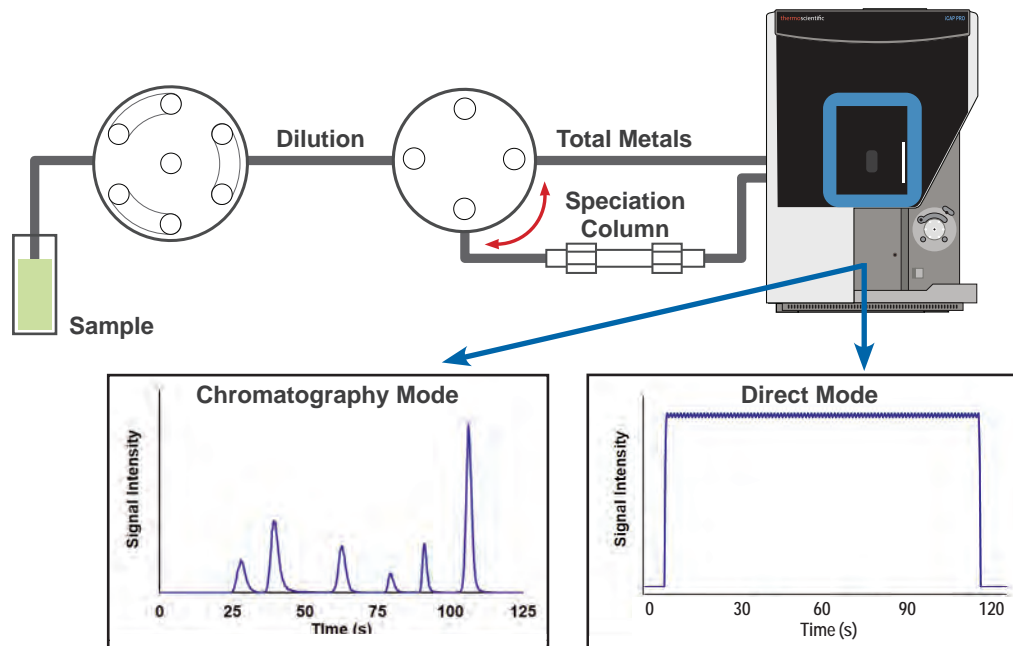 thermoscientific
iCAP PRO
Dilution
Total Metals
Speciation
Column
Sample
Chromatography Mode
Signal Intensity
0 25 50 75 100 125
Time (s)
Direct Mode
Signal Intensity
0 30 60 90 120
Time (s)